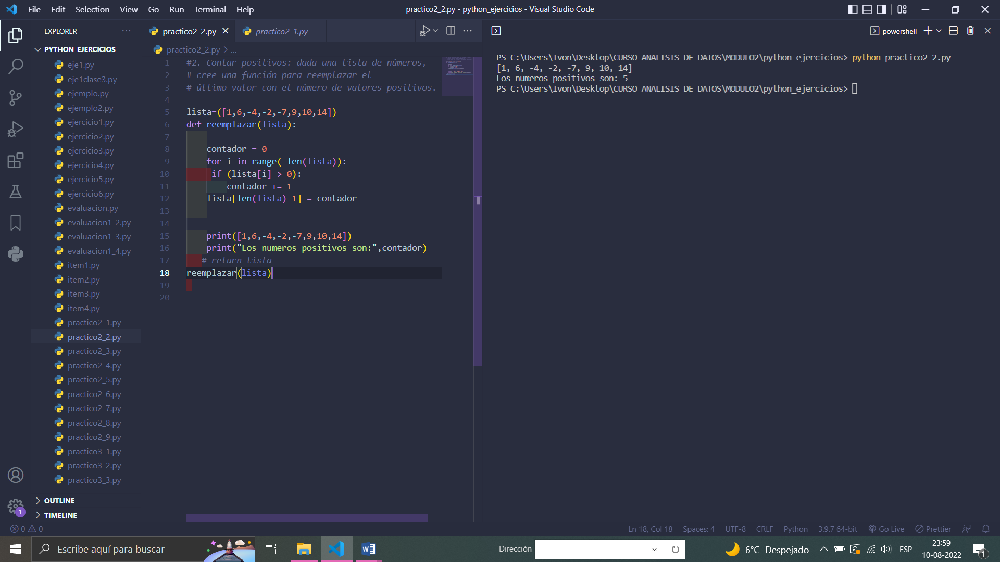 File Edit Selection View Go Run Terminal Help
practico2_2.py - python_ejercicios - Visual Studio Code
EXPLORER
PYTHON_EJERCICIOS
eje1.py
eje1clase3.py
ejemplo.py
ejemplo2.py
ejercicio1.py
ejercicio2.py
ejercicio3.py
ejercicio4.py
ejercicio5.py
ejercicio6.py
evaluacion.py
evaluacion1_2.py
evaluacion1_3.py
evaluacion1_4.py
item1.py
item2.py
item3.py
item4.py
practico2_1.py
practico2_2.py
practico2_3.py
practico2_4.py
practico2_5.py
practico2_6.py
practico2_7.py
practico2_8.py
practico2_9.py
practico3_1.py
practico3_2.py
practico3_3.py
OUTLINE
TIMELINE
practico2_2.py
practico2_1.py
practico2_2.py > ...
1 #2. Contar positivos: dada una lista de números,
2 # cree una función para reemplazar el
3 # último valor con el número de valores positivos.
4
5 lista=([1,6,-4,-2,-7,9,10,14])
6 def reemplazar(lista):
7
8 contador = 0
9 for i in range( len(lista)):
10 if (lista[i] > 0):
11 contador += 1
12 lista[len(lista)-1] = contador
13
14
15 print([1,6,-4,-2,-7,9,10,14])
16 print("Los numeros positivos son:",contador)
17 # return lista
18 reemplazar(lista)
19
20
powershell
PS C:\Users\Ivon\Desktop\CURSO ANALISIS DE DATOS\MODULO2\python_ejercicios> python practico2_2.py
[1, 6, -4, -2, -7, 9, 10, 14]
Los numeros positivos son: 5
PS C:\Users\Ivon\Desktop\CURSO ANALISIS DE DATOS\MODULO2\python_ejercicios>
1
0 0
Ln 18, Col 18 Spaces: 4 UTF-8 CRLF Python 3.9.7 64-bit Go Live Prettier
Escribe aquí para buscar
Dirección
6°C Despejado
ESP
23:59
10-08-2022
1